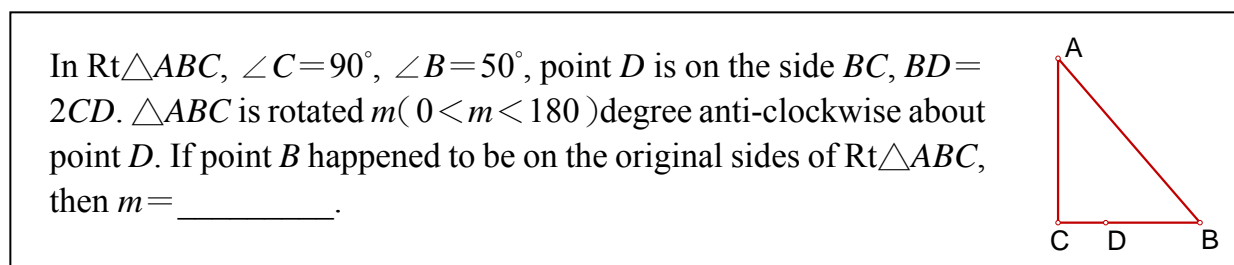 In Rt△ABC, ∠C=90°, ∠B=50°, point D is on the side BC, BD=
2CD. △ABC is rotated m(0<m<180)degree anti-clockwise about
point D. If point B happened to be on the original sides of Rt△ABC,
then m=__________.
A
C D B